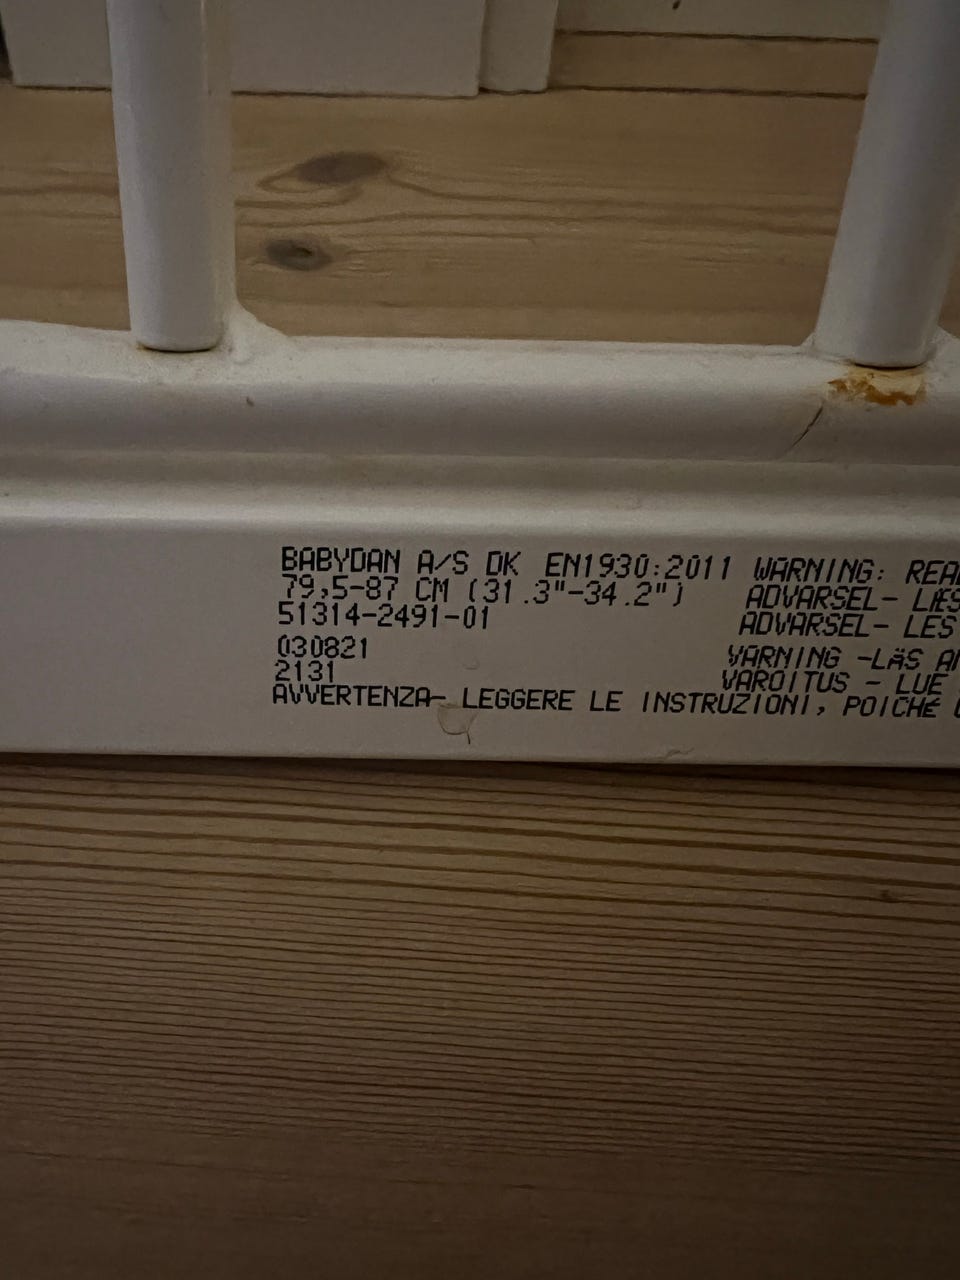 BABYDAN A/S DK EN1930:2011
79,5-87 CM (31.3"-34.2")
51314-2491-01
030821
2131
AVVERTENZA- LEGGERE LE INSTRUZIONI, POICHÉ
WARNING:
ADVARSEL-
ADVARSEL- LES
VARNING -LÄS
VAROITUS - LUE